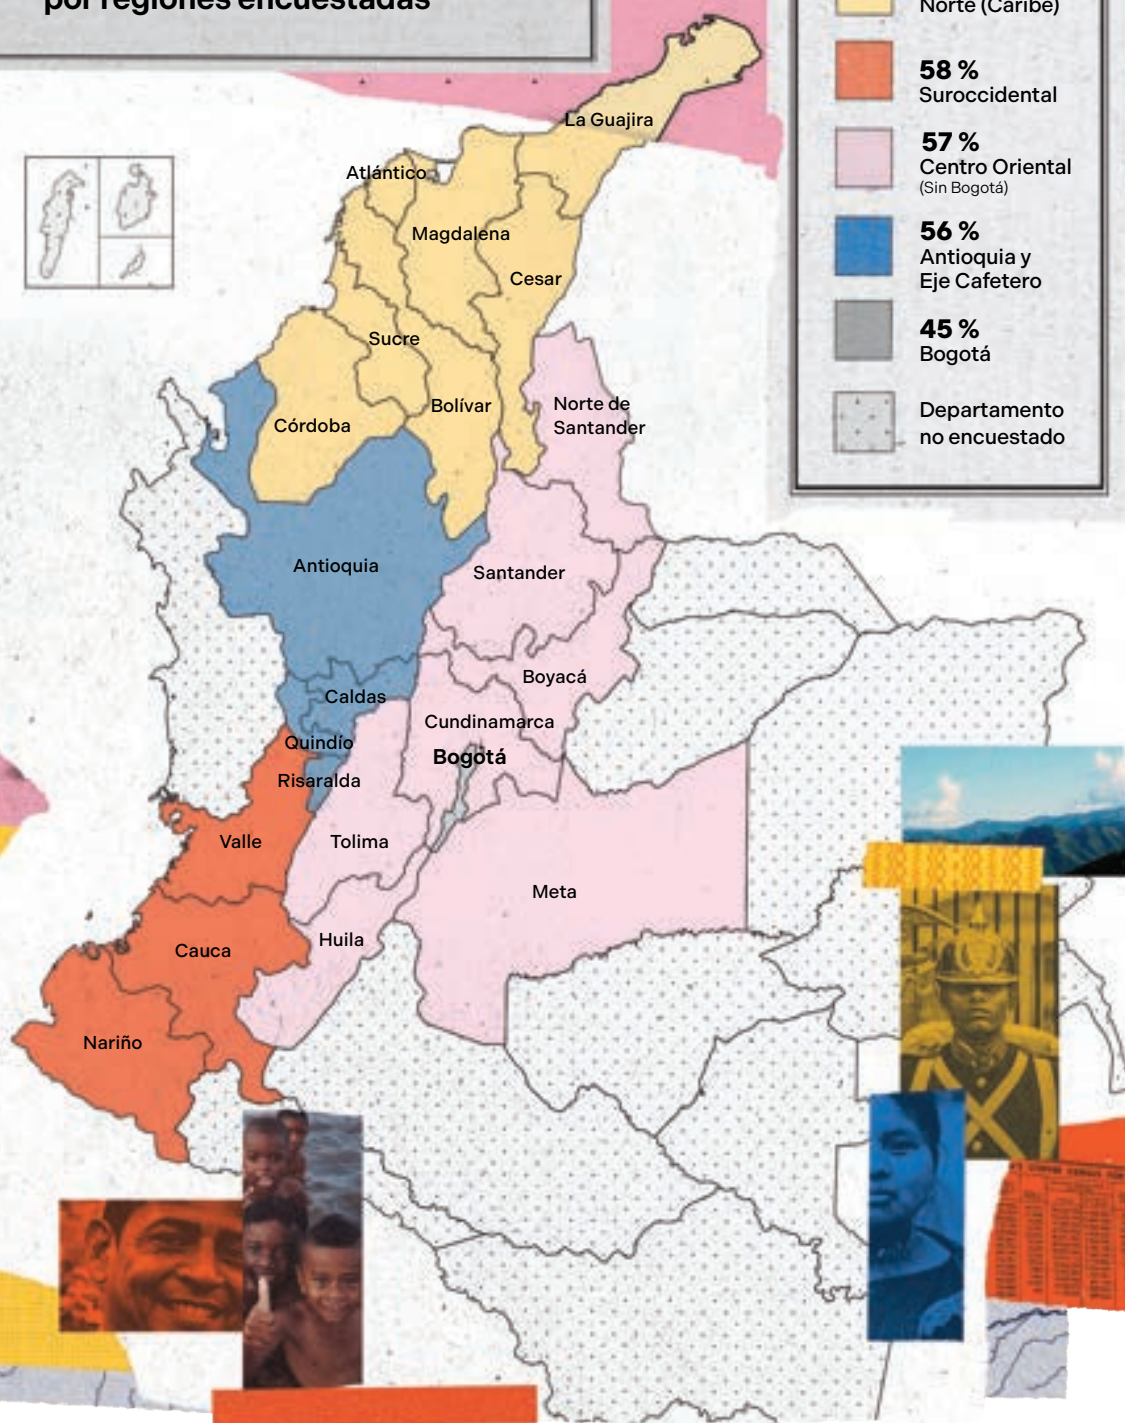 por regiones encuestadas
Norte (Caribe)
58 %
Suroccidental
57 %
Centro Oriental
(Sin Bogotá)
56 %
Antioquia y
Eje Cafetero
45 %
Bogotá
Departamento
no encuestado
La Guajira
Atlántico
Magdalena
Cesar
Sucre
Bolívar
Norte de
Santander
Córdoba
Antioquia
Santander
Boyacá
Caldas
Cundinamarca
Quindío
Bogotá
Risaralda
Valle
Tolima
Meta
Huila
Cauca
Nariño